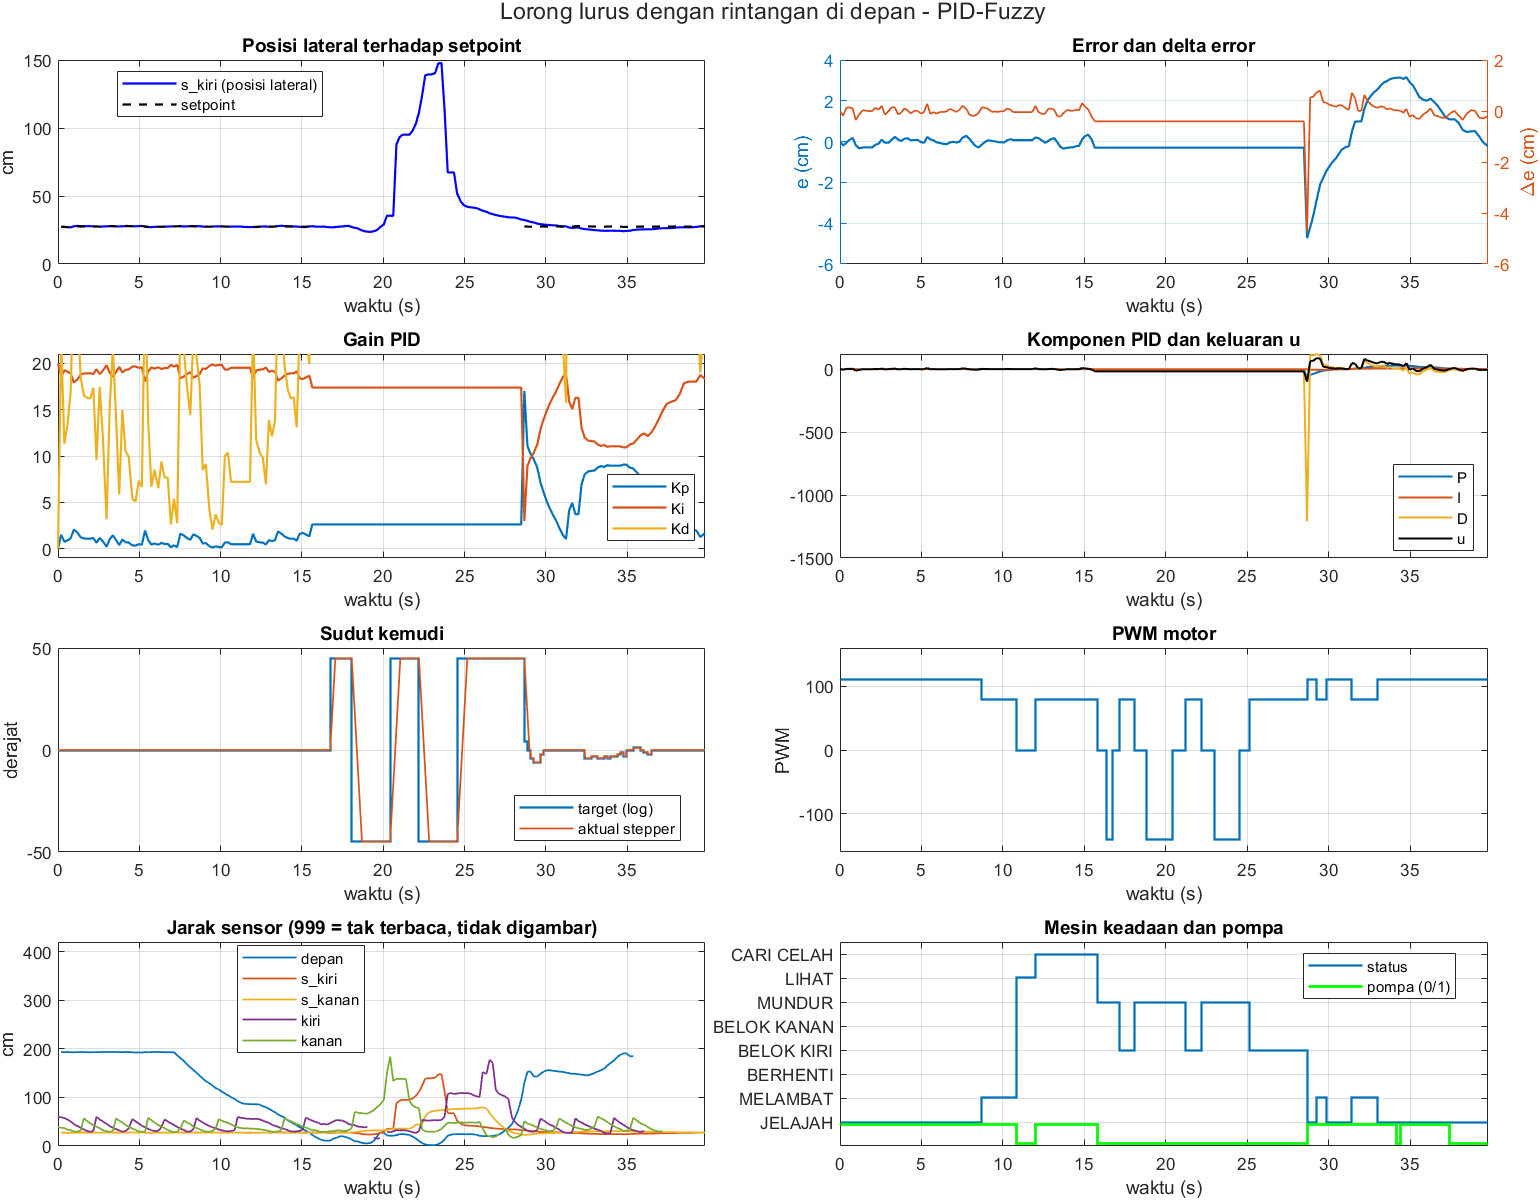 Lorong lurus dengan rintangan di depan - PID-Fuzzy
Posisi lateral terhadap setpoint
150
100
50
0
cm
s_kiri (posisi lateral)
setpoint
0 5 10 15 20 25 30 35
waktu (s)
Error dan delta error
4
2
0
-2
-4
-6
e (cm)
2
0
-2
-4
-6
Δe (cm)
0 5 10 15 20 25 30 35
waktu (s)
Gain PID
20
15
10
5
0
Kp
Ki
Kd
0 5 10 15 20 25 30 35
waktu (s)
Komponen PID dan keluaran u
0
-500
-1000
-1500
P
I
D
u
0 5 10 15 20 25 30 35
waktu (s)
Sudut kemudi
50
0
-50
derajat
target (log)
aktual stepper
0 5 10 15 20 25 30 35
waktu (s)
PWM motor
100
0
-100
PWM
0 5 10 15 20 25 30 35
waktu (s)
Jarak sensor (999 = tak terbaca, tidak digambar)
400
300
200
100
0
cm
depan
s_kiri
s_kanan
kiri
kanan
0 5 10 15 20 25 30 35
waktu (s)
Mesin keadaan dan pompa
CARI CELAH
LIHAT
MUNDUR
BELOK KANAN
BELOK KIRI
BERHENTI
MELAMBAT
JELAJAH
status
pompa (0/1)
0 5 10 15 20 25 30 35
waktu (s)